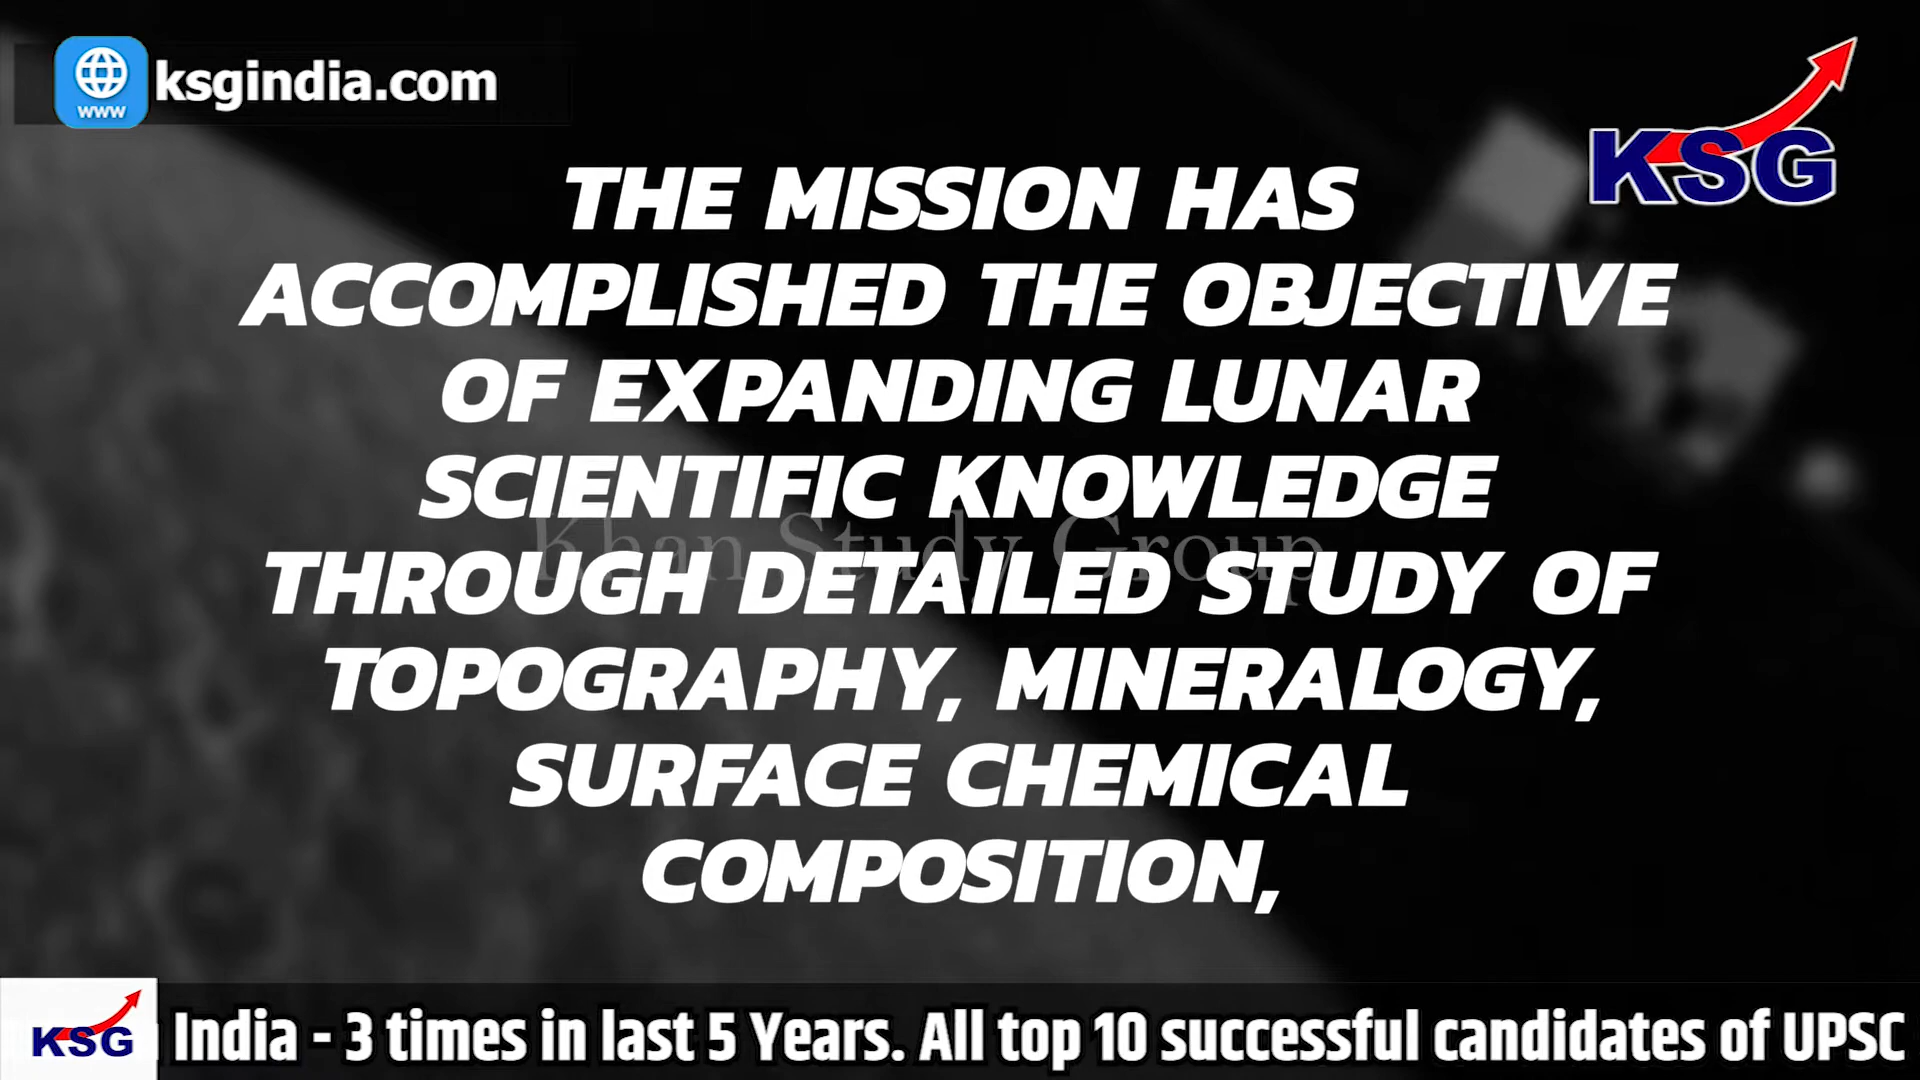 www
ksgindia.com
KSG
THE MISSION HAS
ACCOMPLISHED THE OBJECTIVE
OF EXPANDING LUNAR
SCIENTIFIC KNOWLEDGE
Khan Study Group
THROUGH DETAILED STUDY OF
TOPOGRAPHY, MINERALOGY,
SURFACE CHEMICAL
COMPOSITION,
KSG
India - 3 times in last 5 Years. All top 10 successful candidates of UPSC